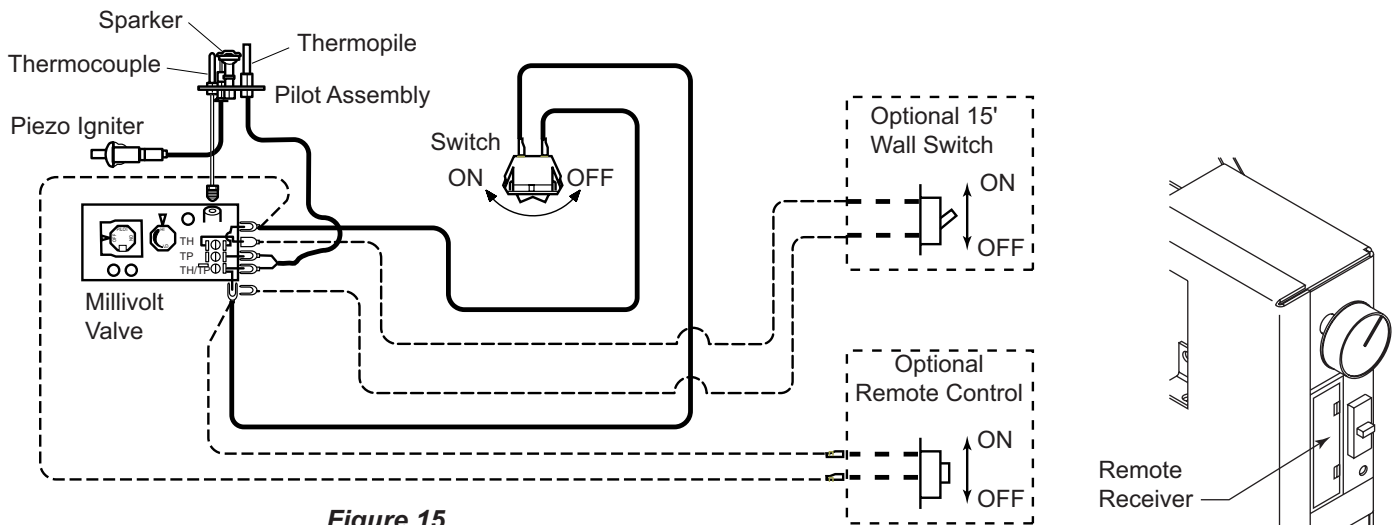 Sparker
Thermopile
Thermocouple
Pilot Assembly
Piezo Igniter
Switch
ON
OFF
Optional 15'
Wall Switch
ON
OFF
TH
TP
TH/TP
Millivolt
Valve
Optional
Remote Control
ON
OFF
Remote
Receiver
Figure 15